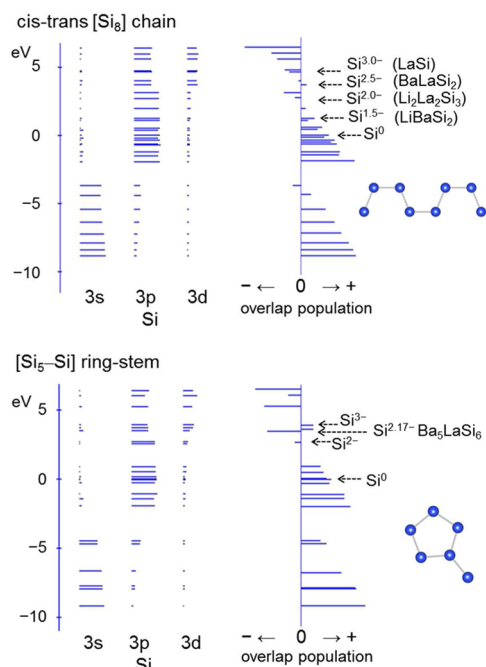 cis-trans [Si₈] chain
eV
5
0
−5
−10
3s 3p 3d
Si
Si³·⁰⁻ (LaSi)
Si²·⁵⁻ (BaLaSi₂)
Si²·⁰⁻ (Li₂La₂Si₃)
Si¹·⁵⁻ (LiBaSi₂)
Si⁰
− ← 0 → +
overlap population
[Si₅–Si] ring-stem
eV
5
0
−5
−10
3s 3p 3d
Si
Si³⁻
Si²·¹⁷⁻ Ba₅LaSi₆
Si²⁻
Si⁰
− ← 0 → +
overlap population